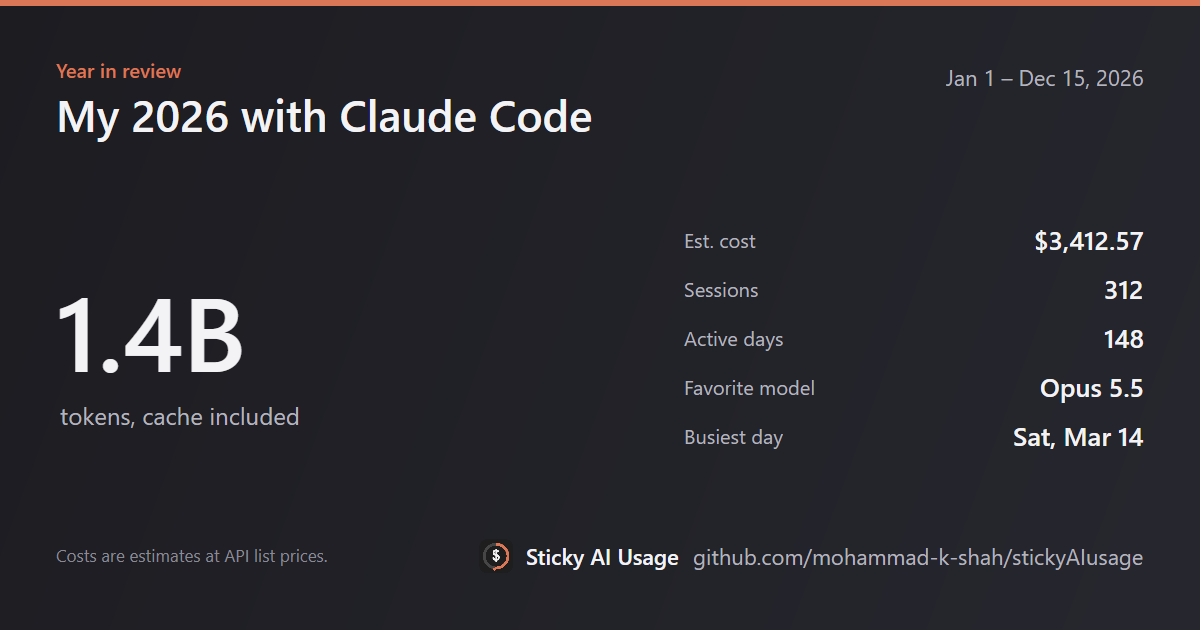 Year in review
My 2026 with Claude Code
Jan 1 – Dec 15, 2026
1.4B
tokens, cache included
Est. cost $3,412.57
Sessions 312
Active days 148
Favorite model Opus 5.5
Busiest day Sat, Mar 14
Costs are estimates at API list prices.
$ Sticky AI Usage github.com/mohammad-k-shah/stickyAIusage